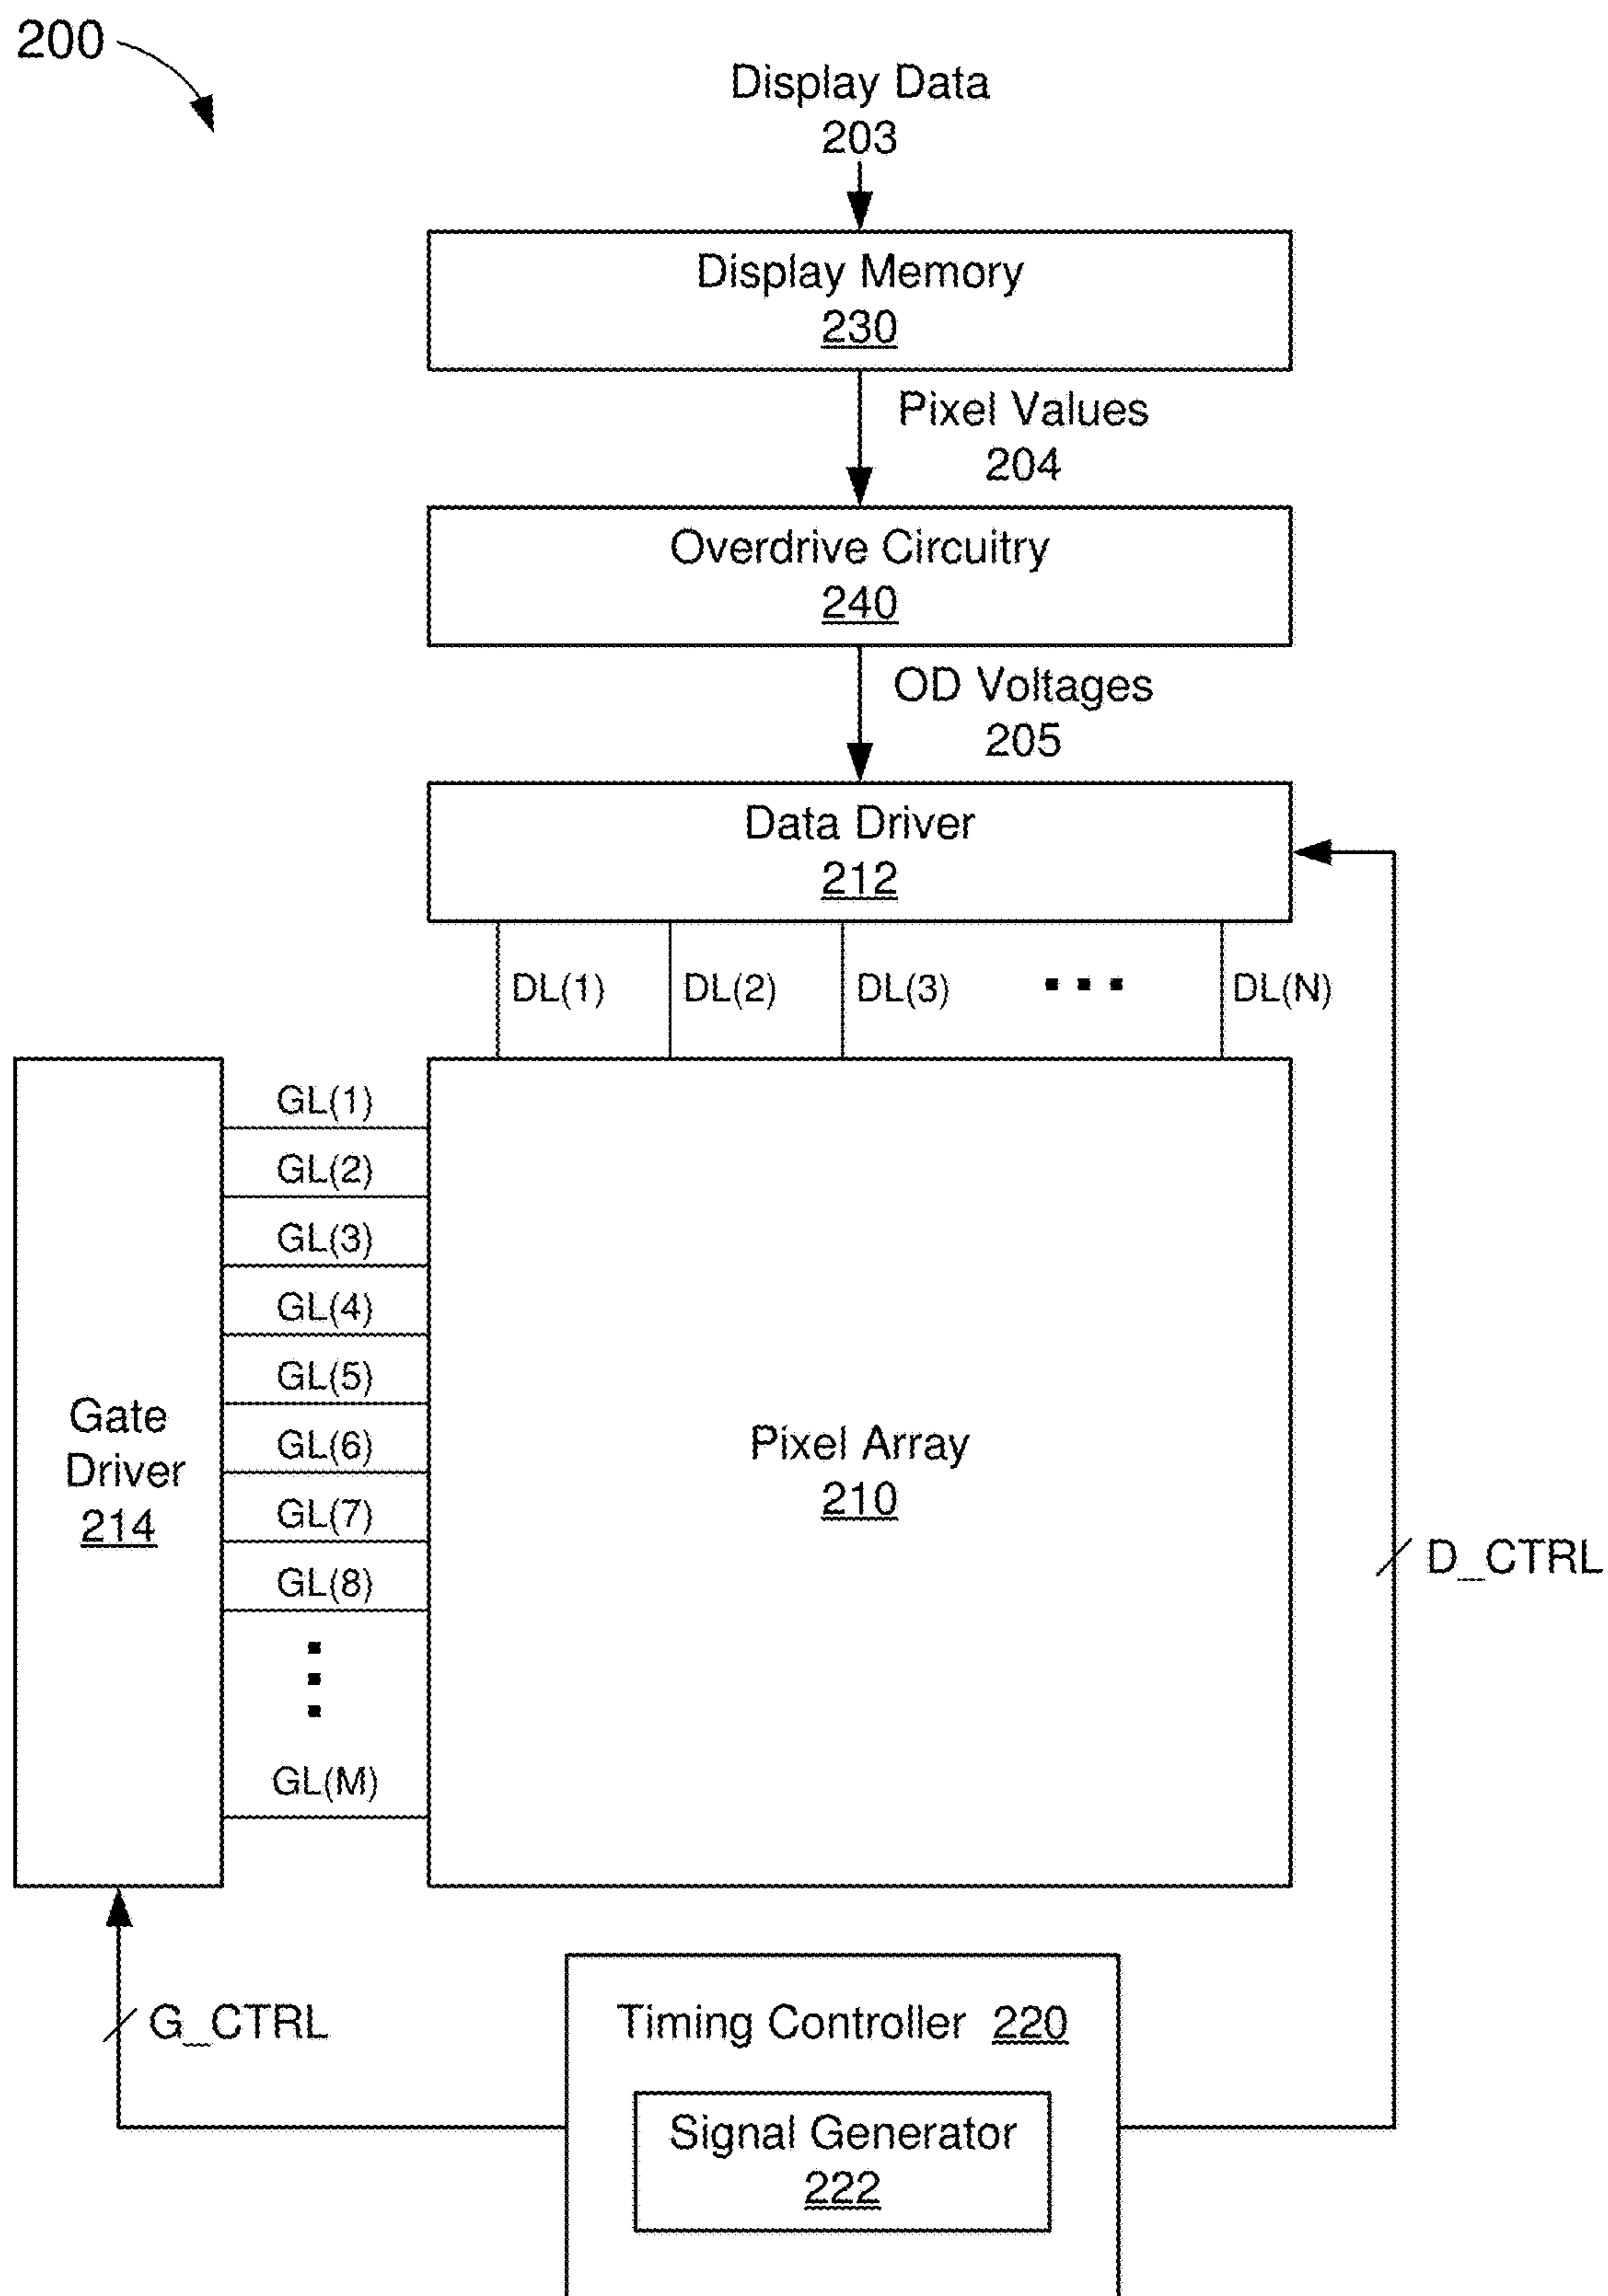 200
Display Data
203
Display Memory
230
Pixel Values
204
Overdrive Circuitry
240
OD Voltages
205
Data Driver
212
DL(1) DL(2) DL(3) ▪ ▪ ▪ DL(N)
GL(1)
GL(2)
GL(3)
GL(4)
GL(5)
GL(6)
GL(7)
GL(8)
GL(M)
Gate
Driver
214
Pixel Array
210
D_CTRL
G_CTRL
Timing Controller 220
Signal Generator
222